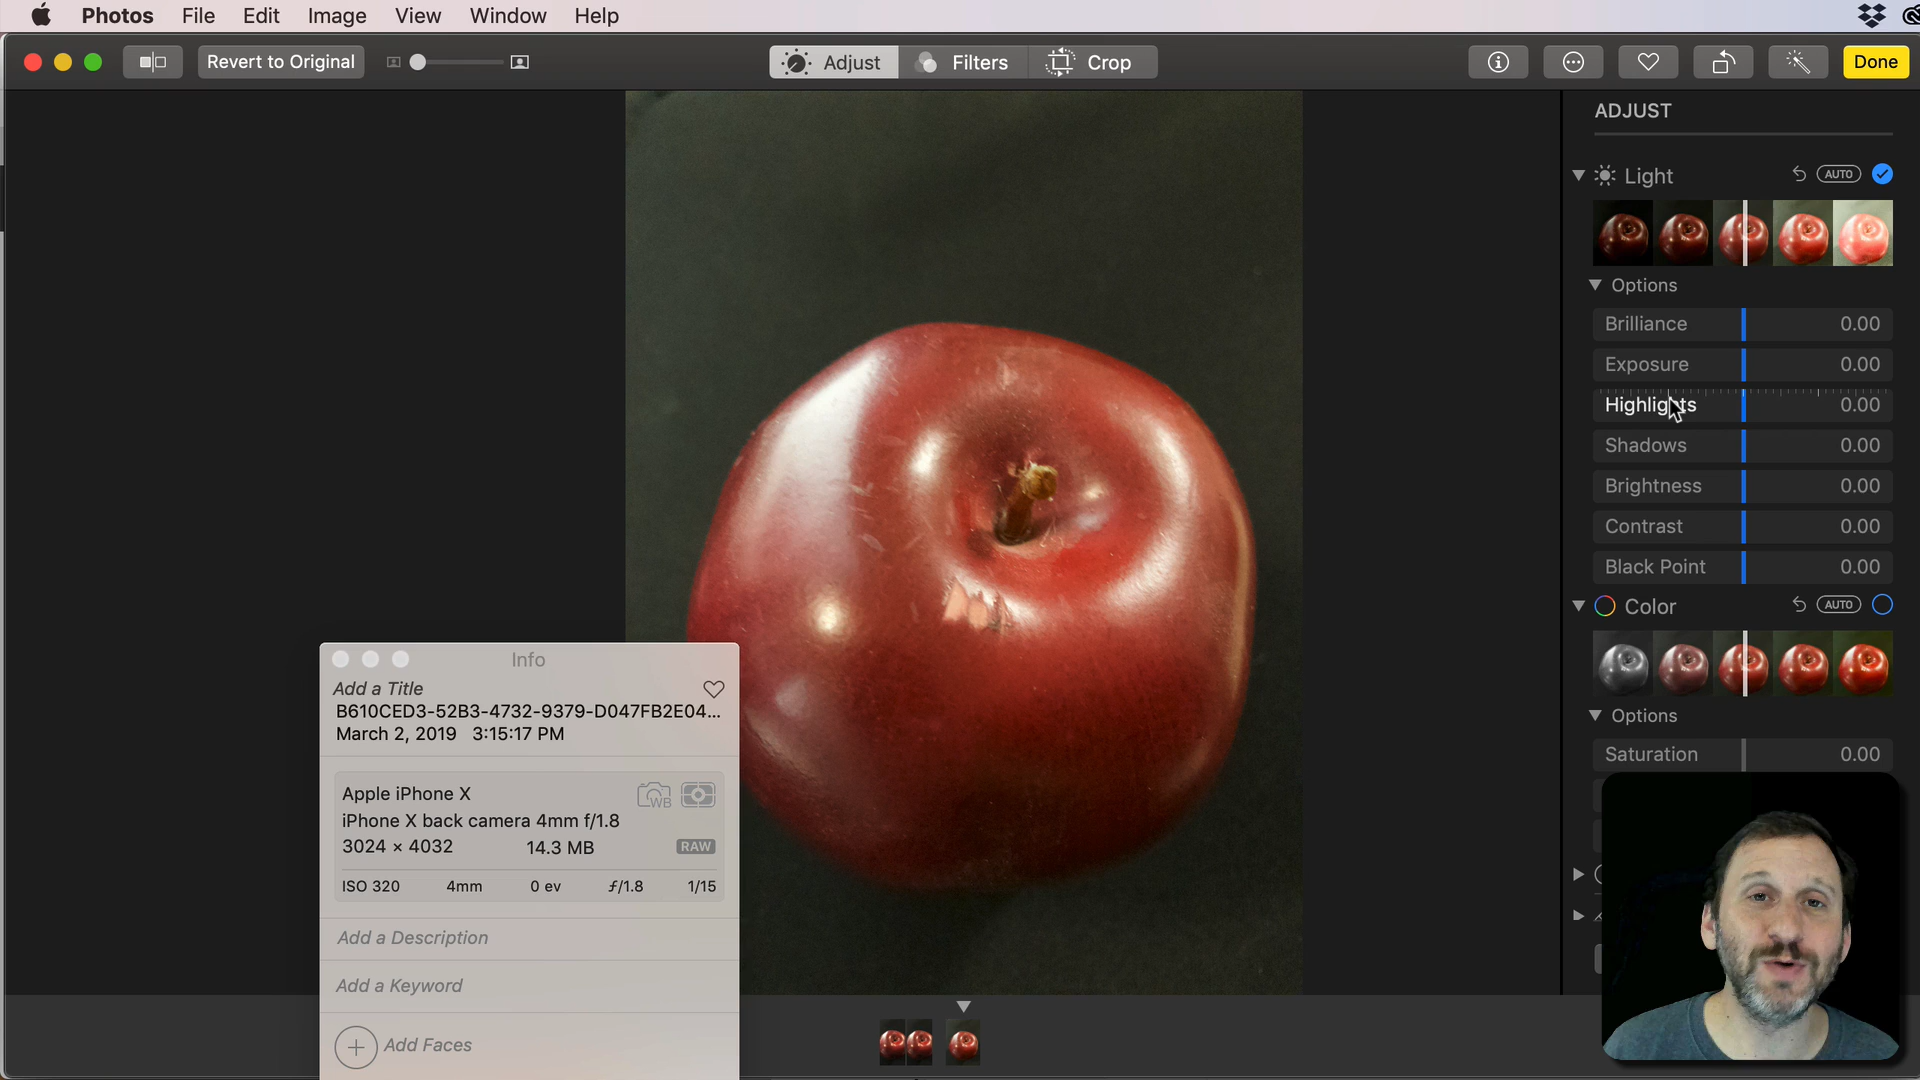 Photos File Edit Image View Window Help
Revert to Original Adjust Filters Crop Done
ADJUST
Light AUTO
Options
Brilliance 0.00
Exposure 0.00
Highlights 0.00
Shadows 0.00
Brightness 0.00
Contrast 0.00
Black Point 0.00
Color AUTO
Options
Saturation 0.00
Info
Add a Title
B610CED3-52B3-4732-9379-D047FB2E04...
March 2, 2019 3:15:17 PM
Apple iPhone X WB
iPhone X back camera 4mm f/1.8
3024 × 4032 14.3 MB RAW
ISO 320 4mm 0 ev ƒ/1.8 1/15
Add a Description
Add a Keyword
Add Faces